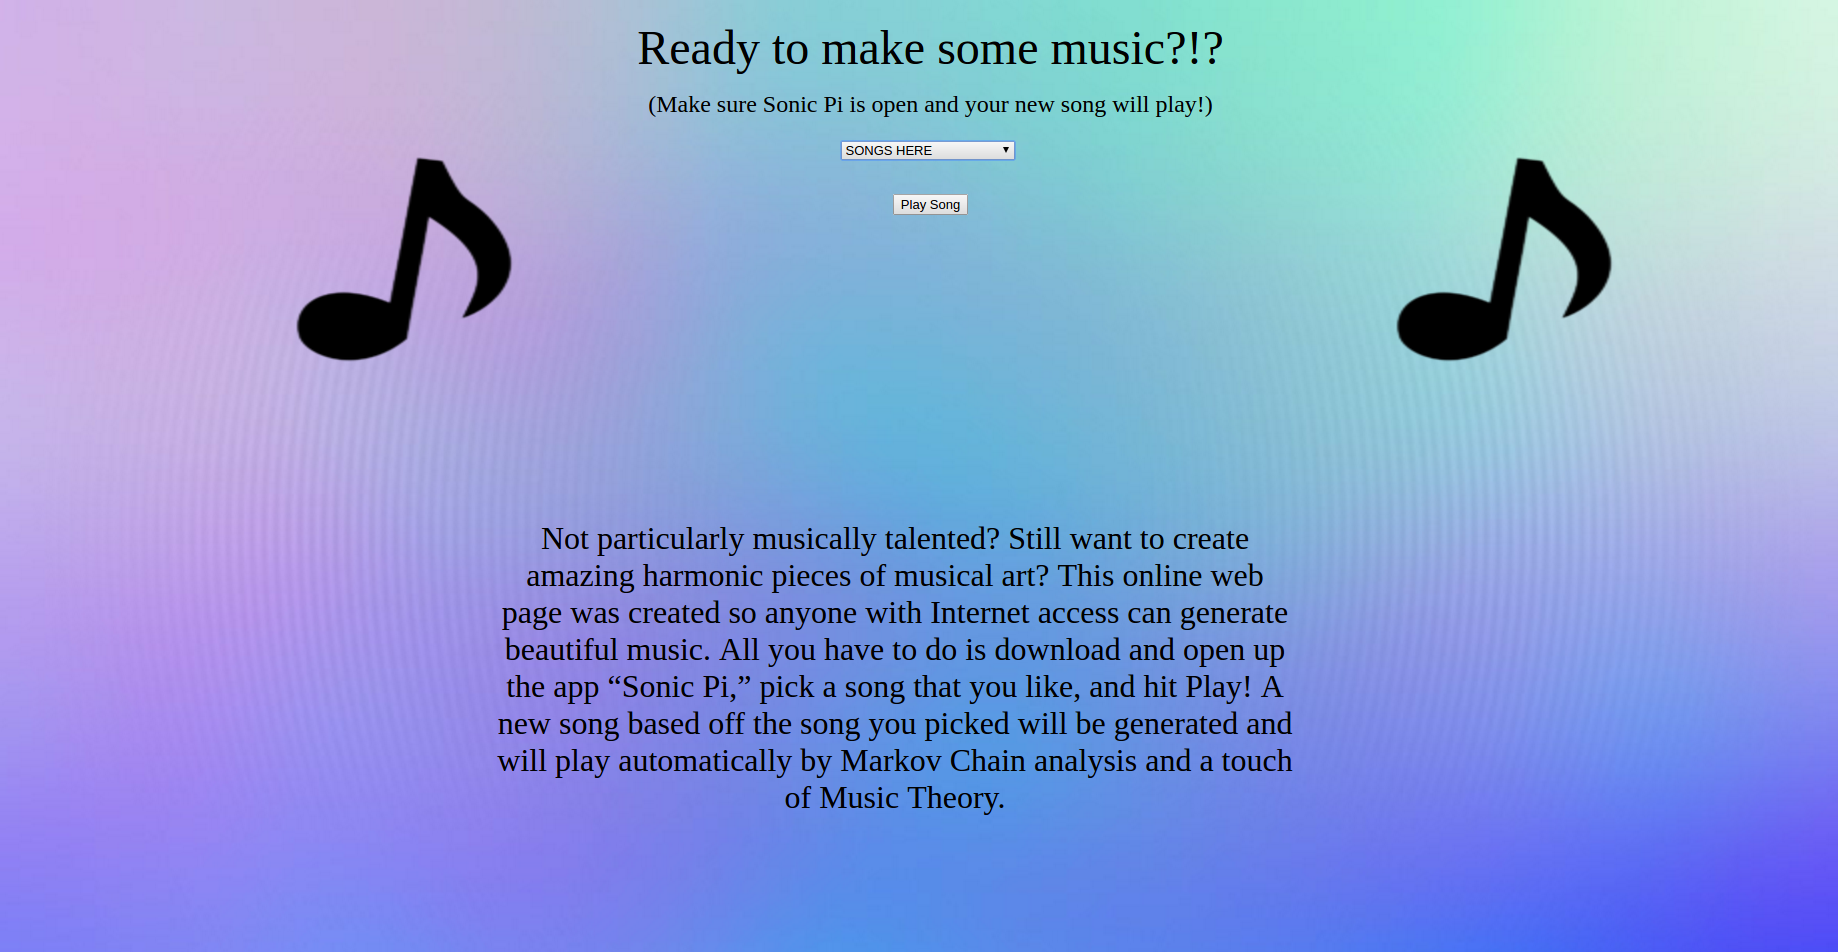 Ready to make some music?!?
(Make sure Sonic Pi is open and your new song will play!)
SONGS HERE
Play Song
Not particularly musically talented? Still want to create
amazing harmonic pieces of musical art? This online web
page was created so anyone with Internet access can generate
beautiful music. All you have to do is download and open up
the app “Sonic Pi,” pick a song that you like, and hit Play! A
new song based off the song you picked will be generated and
will play automatically by Markov Chain analysis and a touch
of Music Theory.